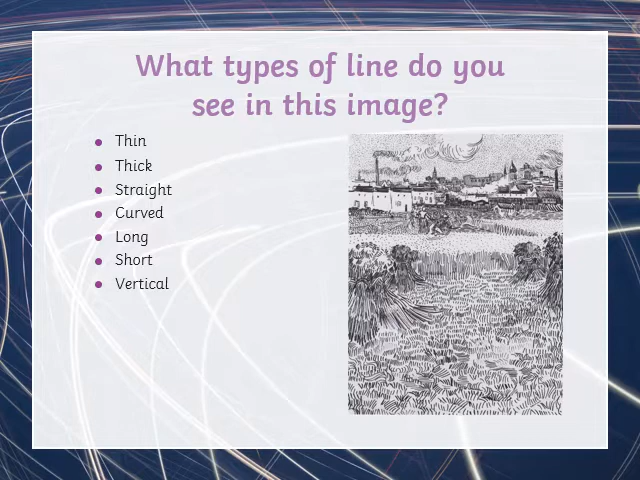 What types of line do you
see in this image?
Thin
Thick
Straight
Curved
Long
Short
Vertical